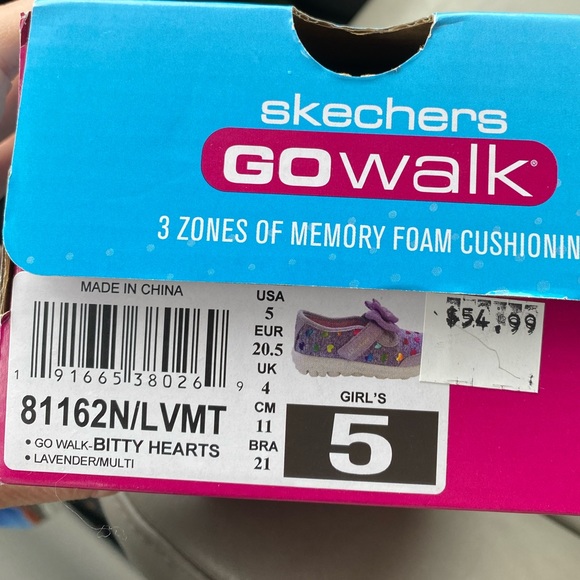 skechers
GOwalk®
3 ZONES OF MEMORY FOAM CUSHIONIN
MADE IN CHINA
1 91665 38026 9
81162N/LVMT
• GO WALK-BITTY HEARTS
• LAVENDER/MULTI
USA
5
EUR
20.5
UK
4
CM
11
BRA
21
$54.99
GIRL'S
5